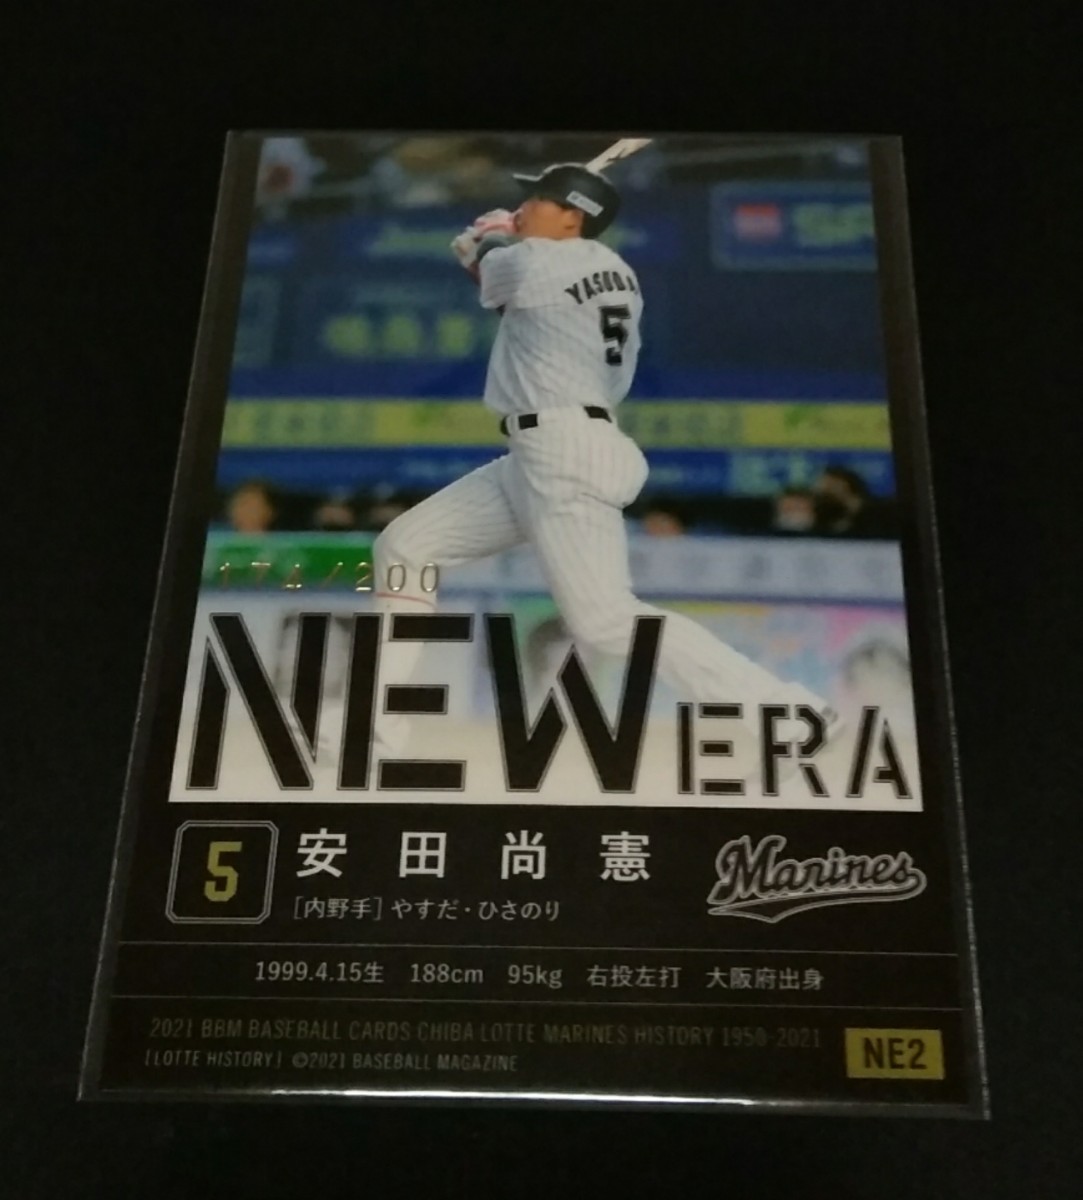 YASUDA
5
174/200
NEW ERA
5
安田尚憲
[内野手] やすだ・ひさのり
Marines
1999.4.15生 188cm 95kg 右投左打 大阪府出身
2021 BBM BASEBALL CARDS CHIBA LOTTE MARINES HISTORY 1950-2021
[LOTTE HISTORY] ©2021 BASEBALL MAGAZINE
NE2